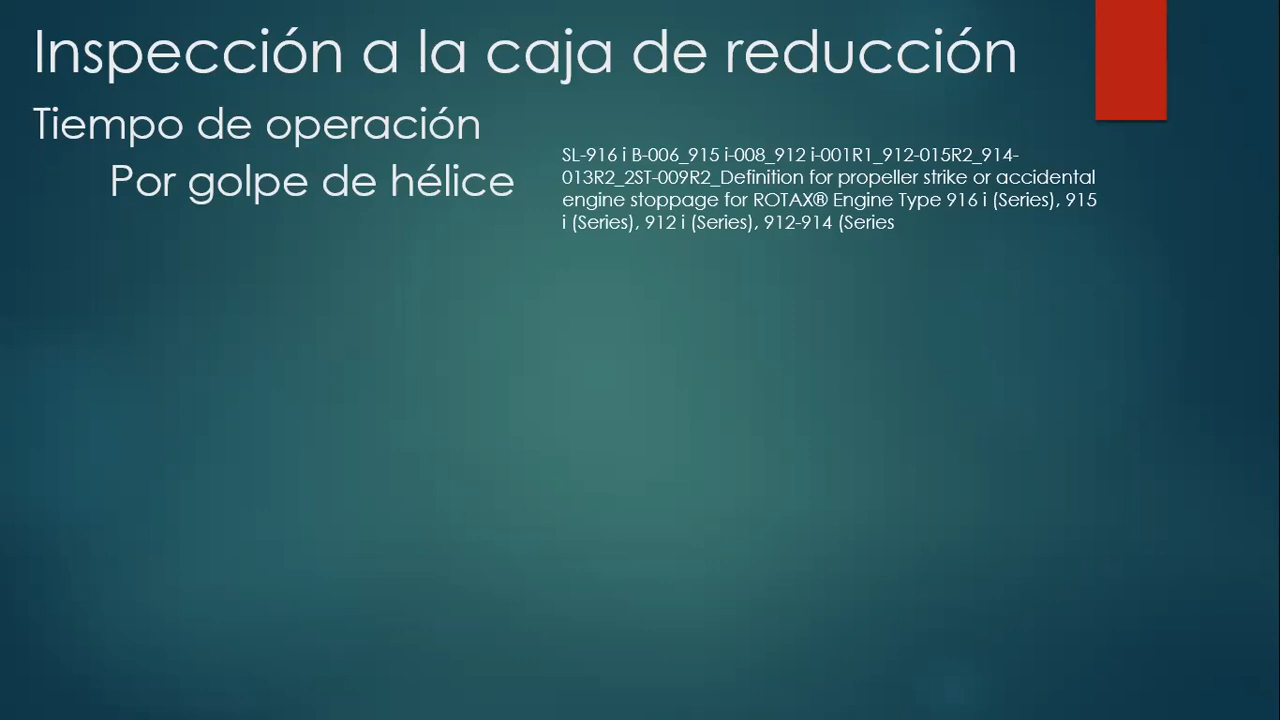 Inspección a la caja de reducción
Tiempo de operación
Por golpe de hélice
SL-916 i B-006_915 i-008_912 i-001R1_912-015R2_914-
013R2_2ST-009R2_Definition for propeller strike or accidental
engine stoppage for ROTAX® Engine Type 916 i (Series), 915
i (Series), 912 i (Series), 912-914 (Series